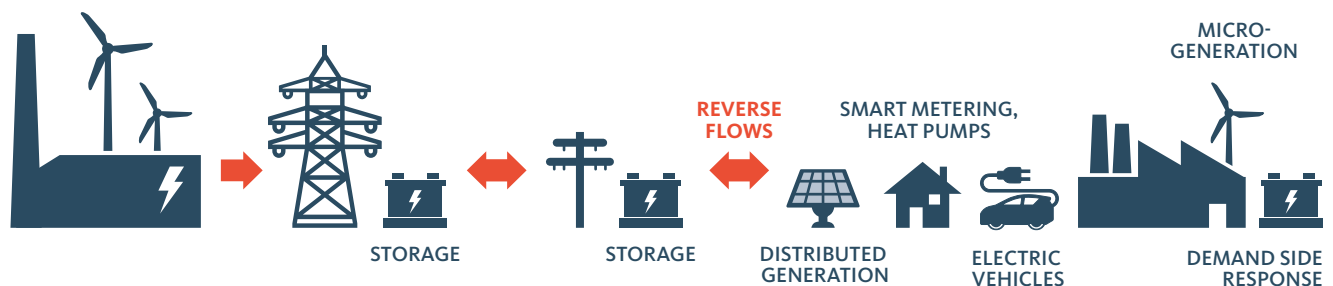 MICRO-
GENERATION
REVERSE
FLOWS
SMART METERING,
HEAT PUMPS
STORAGE
STORAGE
DISTRIBUTED
GENERATION
ELECTRIC
VEHICLES
DEMAND SIDE
RESPONSE